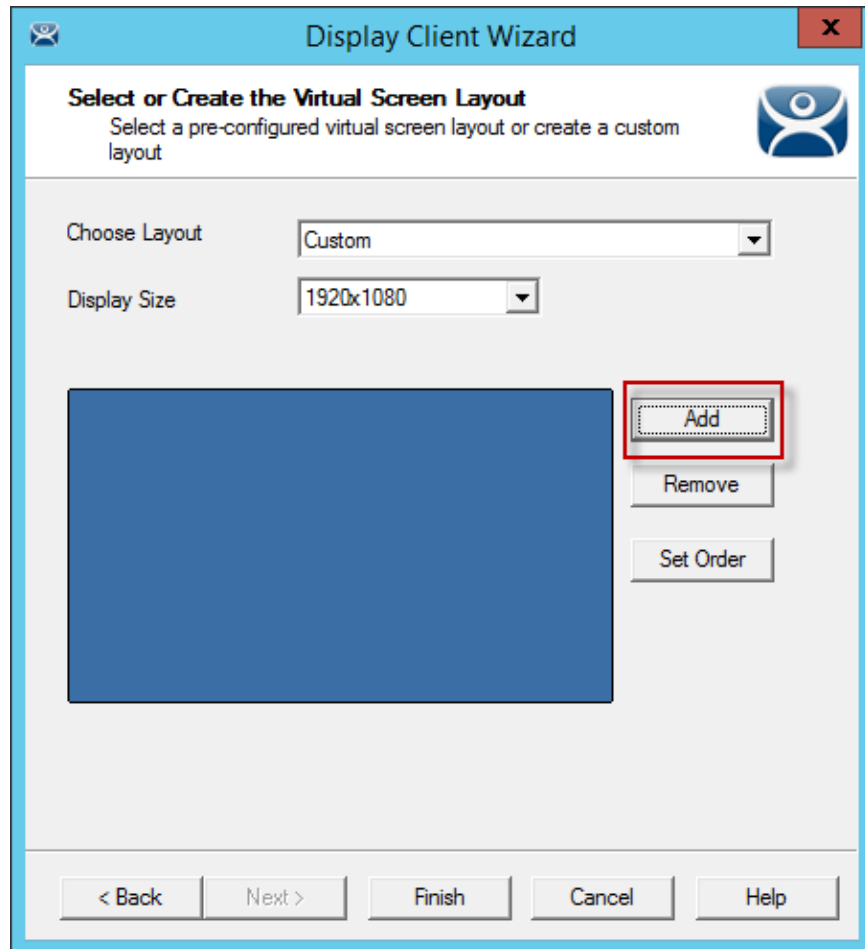 Display Client Wizard
x
Select or Create the Virtual Screen Layout
Select a pre-configured virtual screen layout or create a custom
layout
Choose Layout
Custom
Display Size
1920x1080
Add
Remove
Set Order
< Back
Next >
Finish
Cancel
Help